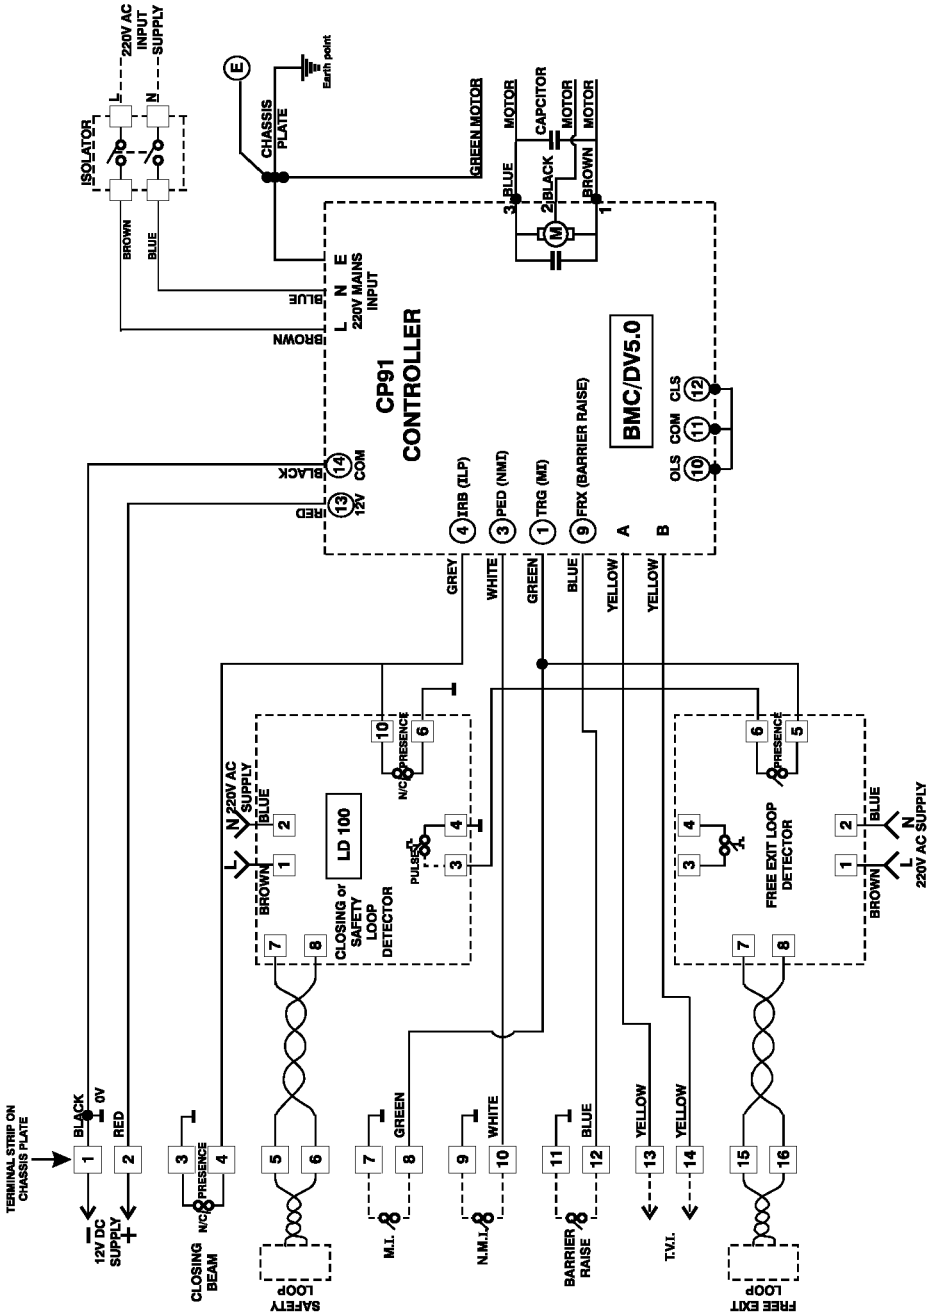 TERMINAL STRIP ON
CHASSIS PLATE
12V DC
SUPPLY
−
+
1
2
3
4
5
6
7
8
9
10
11
12
13
14
15
16
BLACK
0V
RED
N/C
PRESENCE
CLOSING
BEAM
SAFETY
LOOP
M.I.
GREEN
N.M.I.
WHITE
BARRIER
RAISE
BLUE
T.V.I.
YELLOW
YELLOW
FREE EXIT
LOOP
220V AC
SUPPLY
N
BLUE
2
L
BROWN
1
LD 100
CLOSING or
SAFETY
LOOP
DETECTOR
7
8
10
N/C
PRESENCE
6
PULSE
4
3
FREE EXIT LOOP
DETECTOR
7
8
3
4
6
PRESENCE
5
1
2
BROWN
BLUE
L
N
220V AC SUPPLY
GREY
WHITE
GREEN
BLUE
YELLOW
YELLOW
4 IRB (ILP)
3 PED (NMI)
1 TRG (MI)
9 FRX (BARRIER RAISE)
A
B
RED
13
12V
BLACK
14
COM
CP91
CONTROLLER
BMC/DV5.0
OLS
10
COM
11
CLS
12
BROWN
BLUE
L
N
E
220V MAINS
INPUT
BROWN
BLUE
ISOLATOR
L
N
220V AC
INPUT
SUPPLY
E
CHASSIS
PLATE
Earth point
GREEN MOTOR
3
BLUE
MOTOR
CAPCITOR
2
BLACK
MOTOR
1
BROWN
MOTOR
M